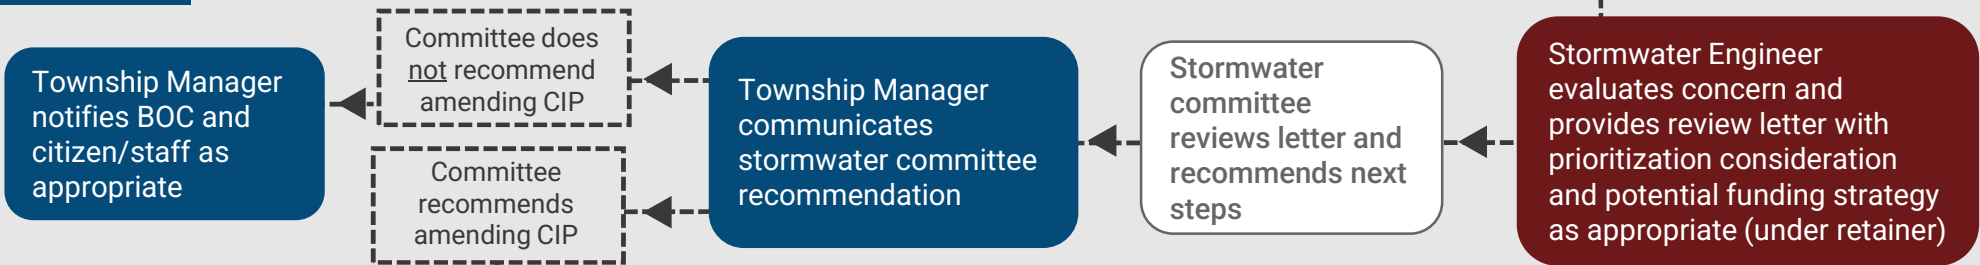 Township Manager
notifies BOC and
citizen/staff as
appropriate
Committee does
not recommend
amending CIP
Committee
recommends
amending CIP
Township Manager
communicates
stormwater committee
recommendation
Stormwater
committee
reviews letter and
recommends next
steps
Stormwater Engineer
evaluates concern and
provides review letter with
prioritization consideration
and potential funding strategy
as appropriate (under retainer)